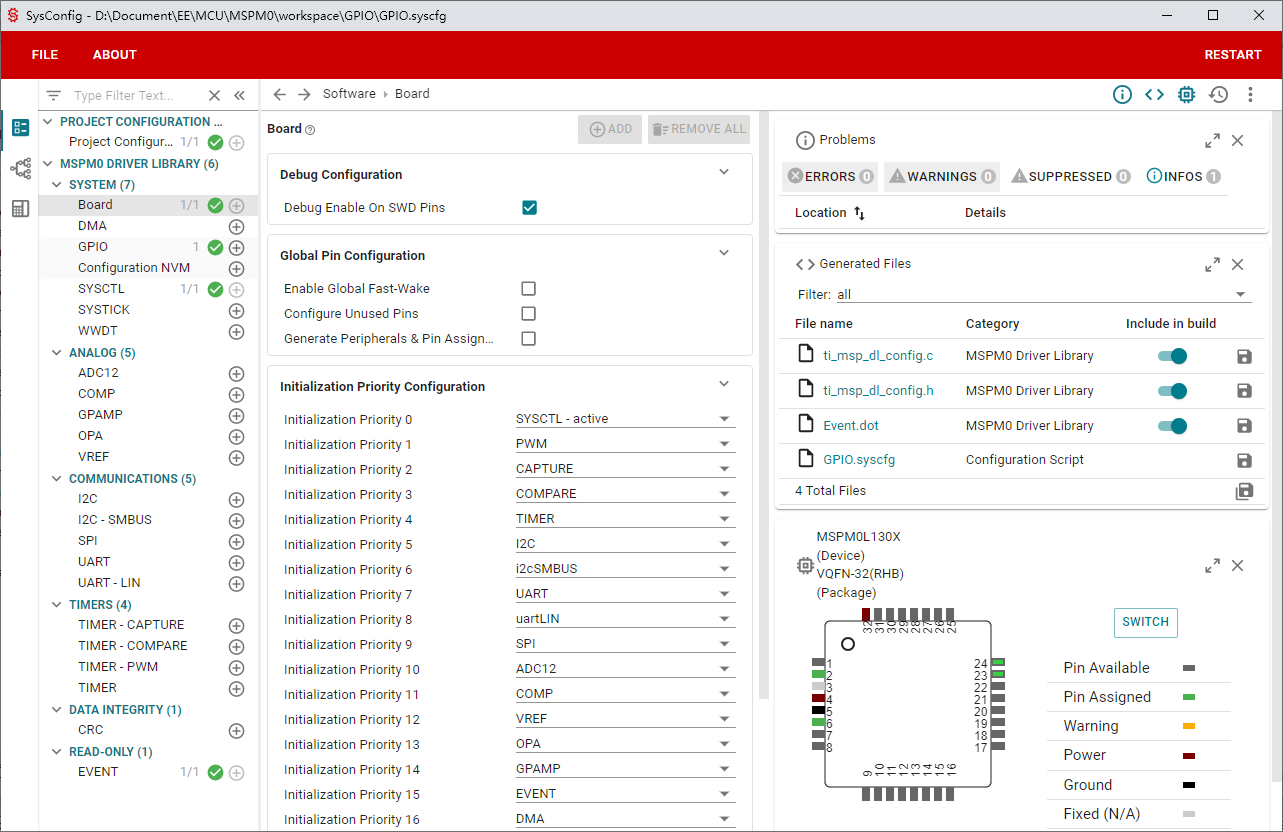 SysConfig - D:\Document\EE\MCU\MSPM0\workspace\GPIO\GPIO.syscfg
FILE ABOUT RESTART
Type Filter Text...
PROJECT CONFIGURATION ...
Project Configur... 1/1
MSPM0 DRIVER LIBRARY (6)
SYSTEM (7)
Board 1/1
DMA
GPIO 1
Configuration NVM
SYSCTL 1/1
SYSTICK
WWDT
ANALOG (5)
ADC12
COMP
GPAMP
OPA
VREF
COMMUNICATIONS (5)
I2C
I2C - SMBUS
SPI
UART
UART - LIN
TIMERS (4)
TIMER - CAPTURE
TIMER - COMPARE
TIMER - PWM
TIMER
DATA INTEGRITY (1)
CRC
READ-ONLY (1)
EVENT 1/1
Software Board
Board ADD REMOVE ALL
Debug Configuration
Debug Enable On SWD Pins
Global Pin Configuration
Enable Global Fast-Wake
Configure Unused Pins
Generate Peripherals & Pin Assign...
Initialization Priority Configuration
Initialization Priority 0 SYSCTL - active
Initialization Priority 1 PWM
Initialization Priority 2 CAPTURE
Initialization Priority 3 COMPARE
Initialization Priority 4 TIMER
Initialization Priority 5 I2C
Initialization Priority 6 i2cSMBUS
Initialization Priority 7 UART
Initialization Priority 8 uartLIN
Initialization Priority 9 SPI
Initialization Priority 10 ADC12
Initialization Priority 11 COMP
Initialization Priority 12 VREF
Initialization Priority 13 OPA
Initialization Priority 14 GPAMP
Initialization Priority 15 EVENT
Initialization Priority 16 DMA
Problems
ERRORS 0 WARNINGS 0 SUPPRESSED 0 INFOS 1
Location Details
Generated Files
Filter: all
File name Category Include in build
ti_msp_dl_config.c MSPM0 Driver Library
ti_msp_dl_config.h MSPM0 Driver Library
Event.dot MSPM0 Driver Library
GPIO.syscfg Configuration Script
4 Total Files
MSPM0L130X
(Device)
VQFN-32(RHB)
(Package)
SWITCH
32 31 30 29 28 27 26 25
1 24
2 23
3 22
4 21
5 20
6 19
7 18
8 17
9 10 11 12 13 14 15 16
Pin Available
Pin Assigned
Warning
Power
Ground
Fixed (N/A)